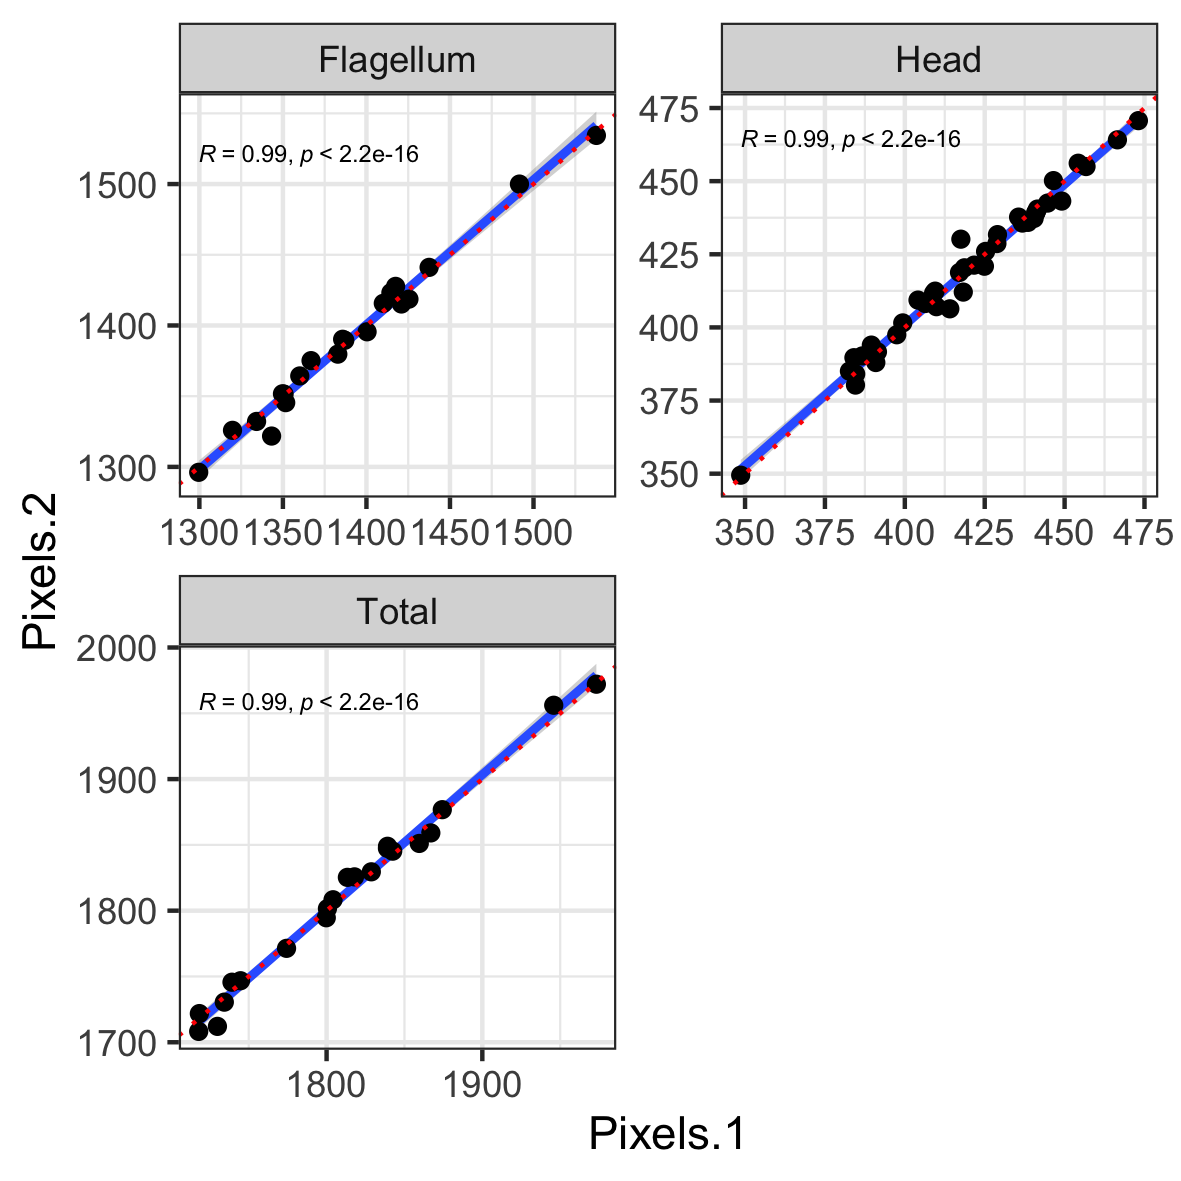 Flagellum
R = 0.99, p < 2.2e-16
1500
1400
1300
1300 1350 1400 1450 1500
Head
R = 0.99, p < 2.2e-16
475
450
425
400
375
350
350 375 400 425 450 475
Total
R = 0.99, p < 2.2e-16
2000
1900
1800
1700
1800 1900
Pixels.2
Pixels.1